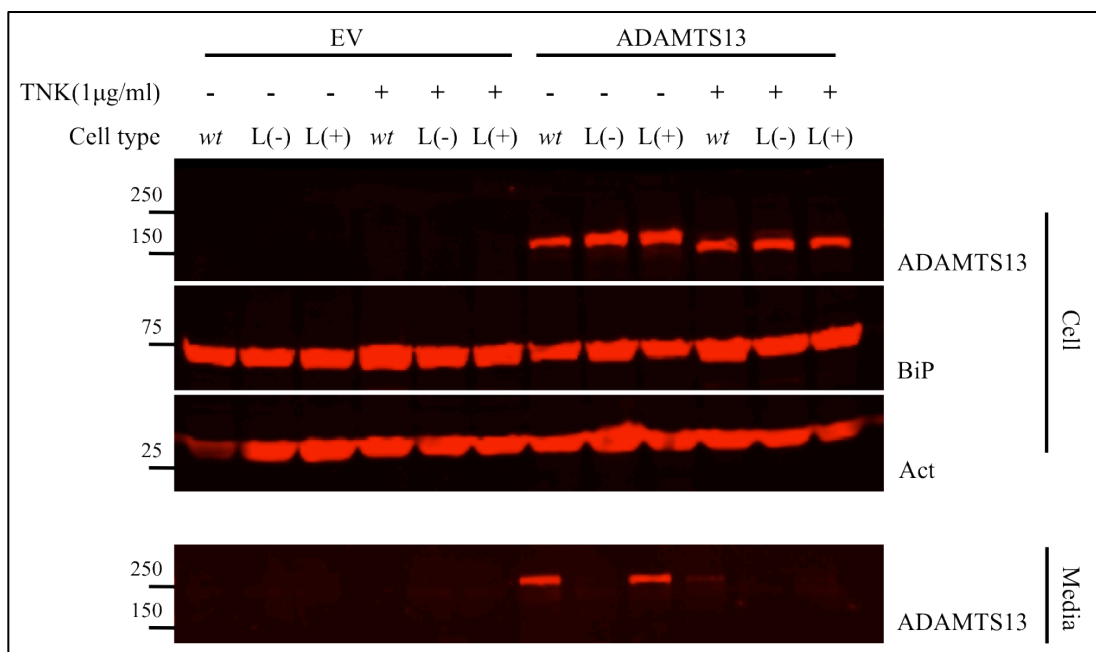 EV ADAMTS13
TNK(1μg/ml) - - - + + + - - - + + +
Cell type wt L(-) L(+) wt L(-) L(+) wt L(-) L(+) wt L(-) L(+)
250
150
ADAMTS13
75
BiP
25
Act
Cell
250
150
ADAMTS13
Media